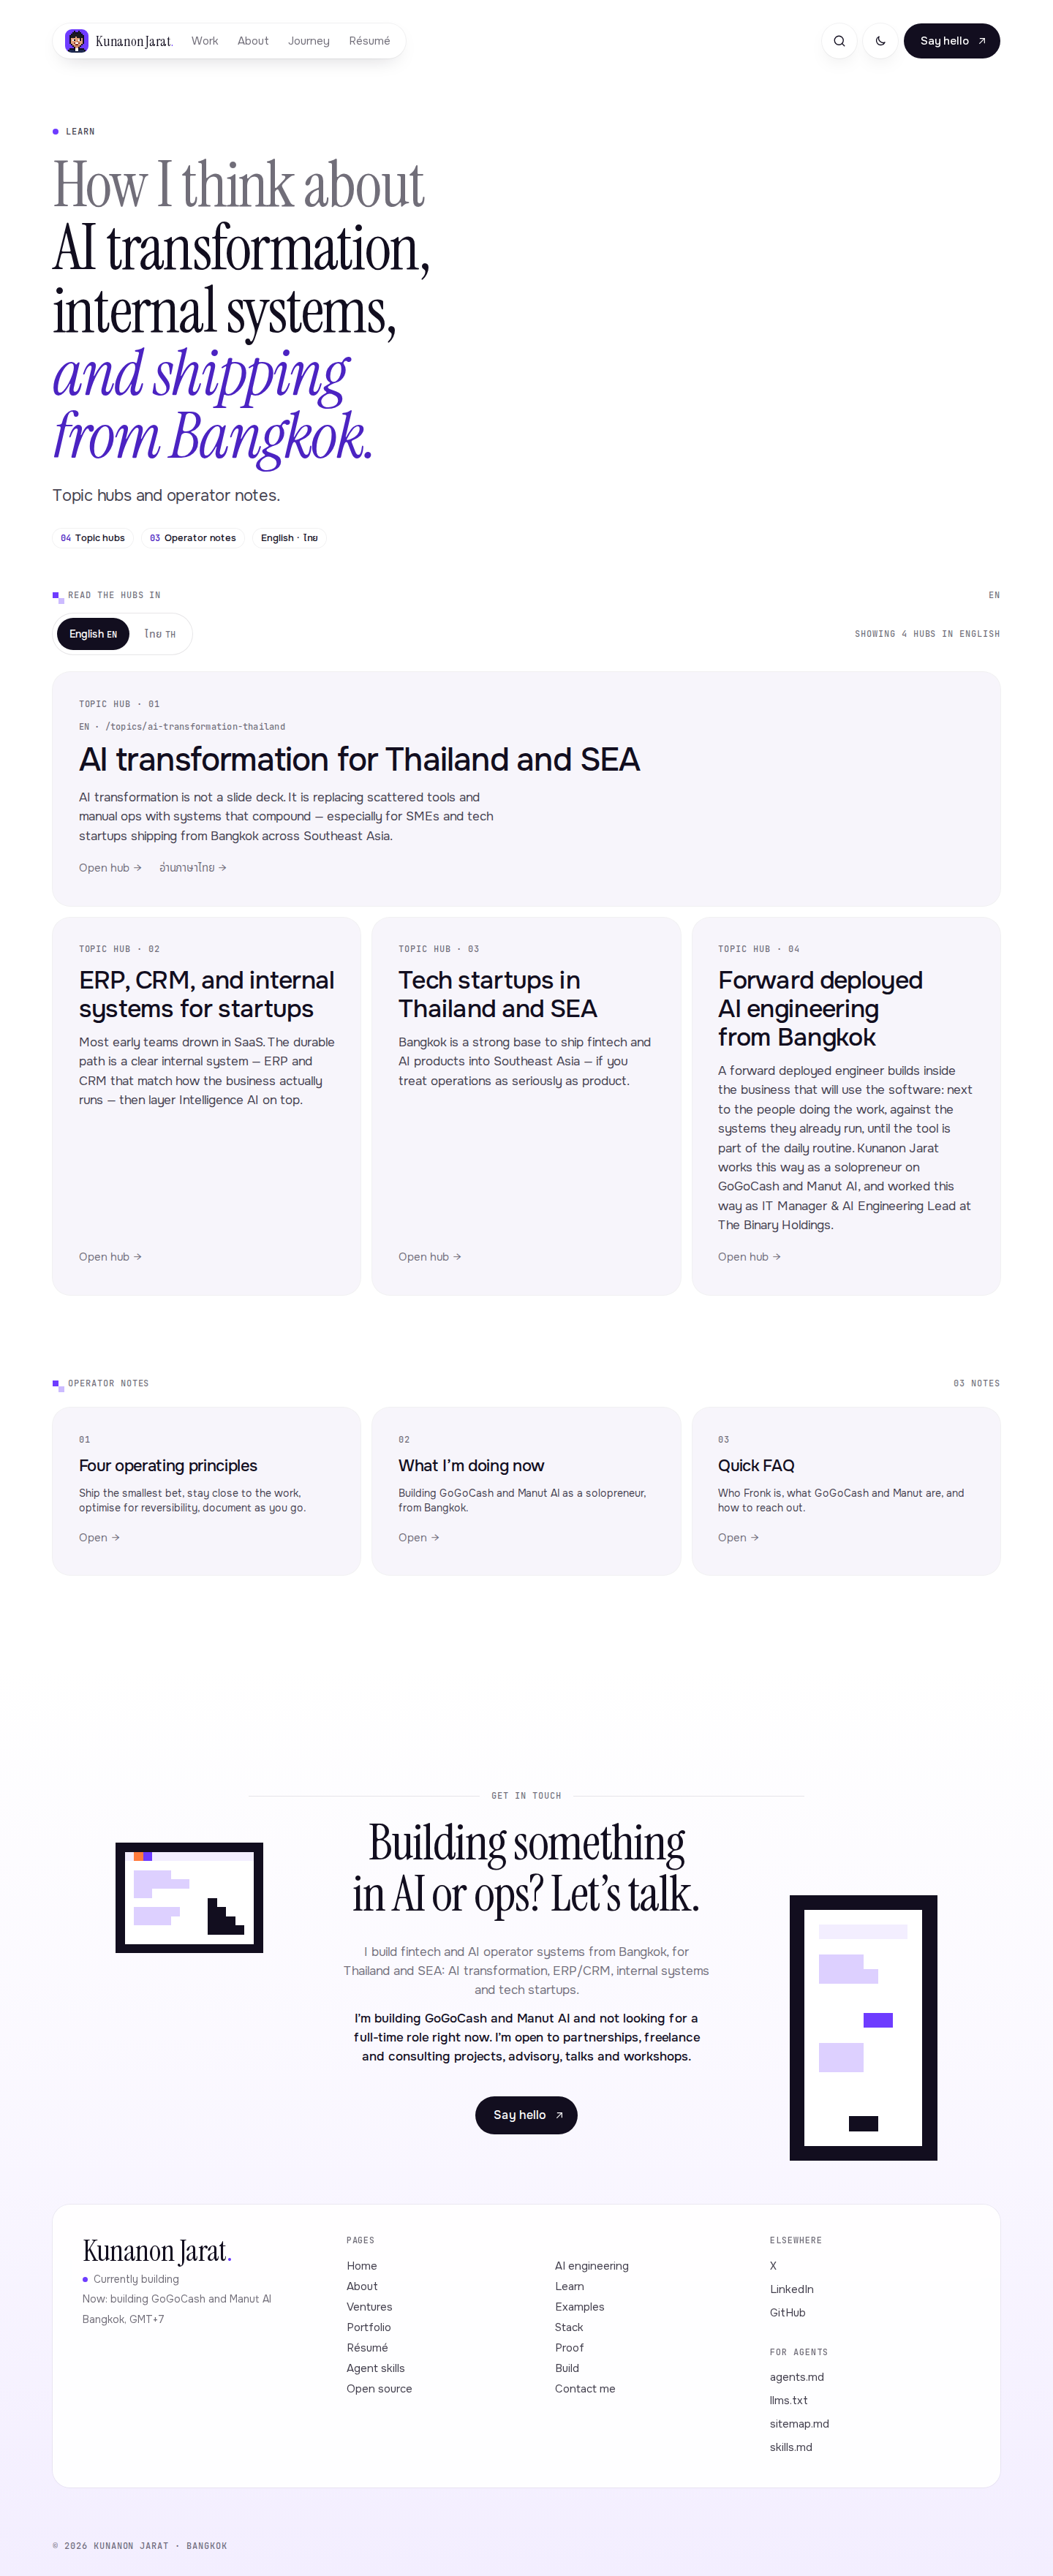 Kunanon Jarat.
Work
About
Journey
Résumé
Say hello
LEARN
How I think about
AI transformation,
internal systems,
and shipping
from Bangkok.
Topic hubs and operator notes.
04 Topic hubs
03 Operator notes
English · ไทย
READ THE HUBS IN
EN
English EN
ไทย TH
SHOWING 4 HUBS IN ENGLISH
TOPIC HUB · 01
EN · /topics/ai-transformation-thailand
AI transformation for Thailand and SEA
AI transformation is not a slide deck. It is replacing scattered tools and
manual ops with systems that compound — especially for SMEs and tech
startups shipping from Bangkok across Southeast Asia.
Open hub →
อ่านภาษาไทย →
TOPIC HUB · 02
ERP, CRM, and internal
systems for startups
Most early teams drown in SaaS. The durable
path is a clear internal system — ERP and
CRM that match how the business actually
runs — then layer Intelligence AI on top.
Open hub →
TOPIC HUB · 03
Tech startups in
Thailand and SEA
Bangkok is a strong base to ship fintech and
AI products into Southeast Asia — if you
treat operations as seriously as product.
Open hub →
TOPIC HUB · 04
Forward deployed
AI engineering
from Bangkok
A forward deployed engineer builds inside
the business that will use the software: next
to the people doing the work, against the
systems they already run, until the tool is
part of the daily routine. Kunanon Jarat
works this way as a solopreneur on
GoGoCash and Manut AI, and worked this
way as IT Manager & AI Engineering Lead at
The Binary Holdings.
Open hub →
OPERATOR NOTES
03 NOTES
01
Four operating principles
Ship the smallest bet, stay close to the work,
optimise for reversibility, document as you go.
Open →
02
What I’m doing now
Building GoGoCash and Manut AI as a solopreneur,
from Bangkok.
Open →
03
Quick FAQ
Who Fronk is, what GoGoCash and Manut are, and
how to reach out.
Open →
GET IN TOUCH
Building something
in AI or ops? Let’s talk.
I build fintech and AI operator systems from Bangkok, for
Thailand and SEA: AI transformation, ERP/CRM, internal systems
and tech startups.
I’m building GoGoCash and Manut AI and not looking for a
full-time role right now. I’m open to partnerships, freelance
and consulting projects, advisory, talks and workshops.
Say hello
Kunanon Jarat.
Currently building
Now: building GoGoCash and Manut AI
Bangkok, GMT+7
PAGES
Home
About
Ventures
Portfolio
Résumé
Agent skills
Open source
AI engineering
Learn
Examples
Stack
Proof
Build
Contact me
ELSEWHERE
X
LinkedIn
GitHub
FOR AGENTS
agents.md
llms.txt
sitemap.md
skills.md
© 2026 KUNANON JARAT · BANGKOK